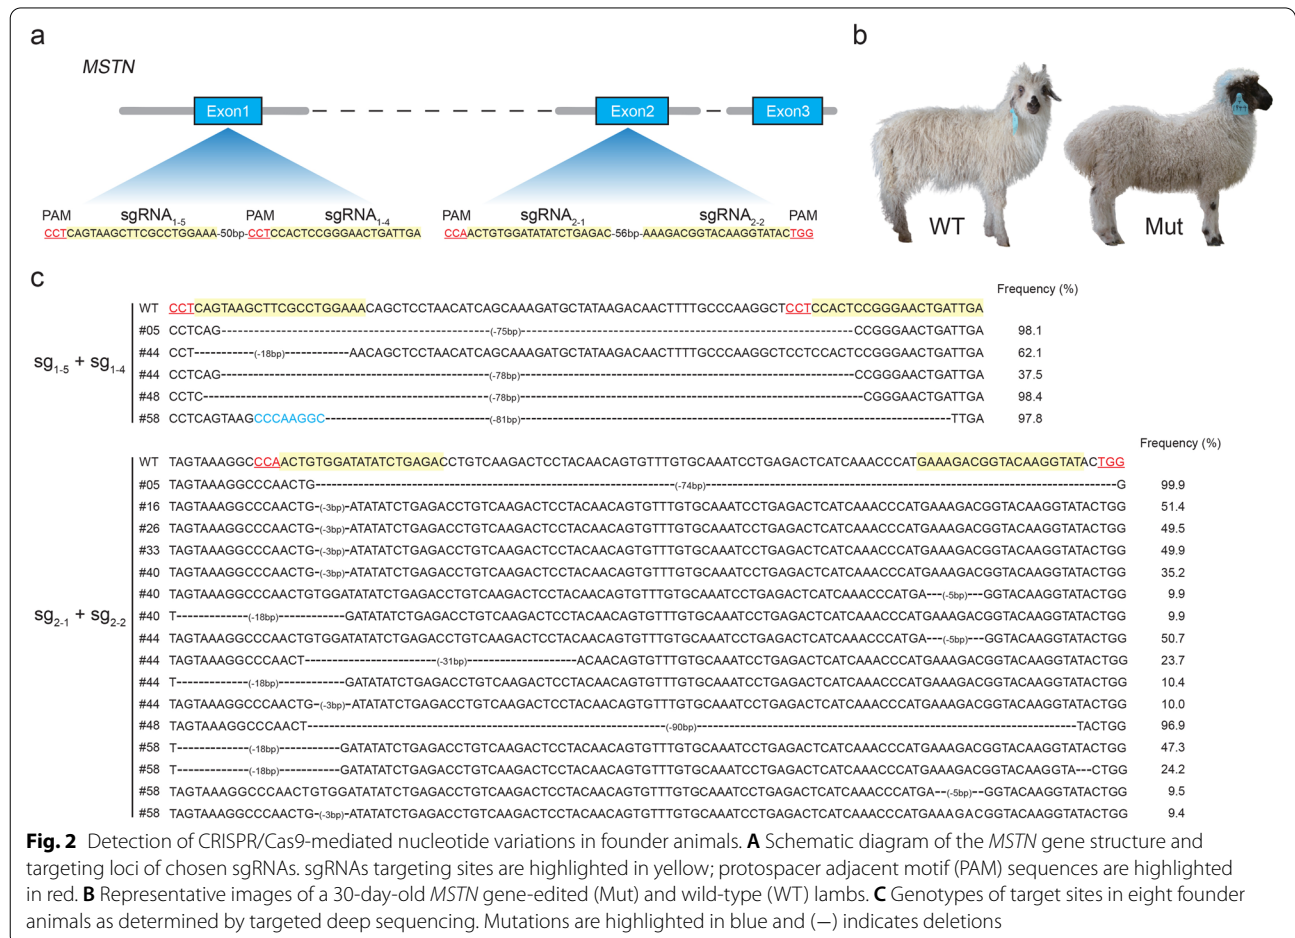 a
b
MSTN
Exon1
Exon2
Exon3
PAM sgRNA1-5 PAM sgRNA1-4
CCTCAGTAAGCTTCGCCTGGAAA-50bp-CCTCCACTCCGGGAACTGATTGA
PAM sgRNA2-1 sgRNA2-2 PAM
CCAACTGTGGATATATCTGAGAC-56bp-AAAGACGGTACAAGGTATACTGG
WT
Mut
c
Frequency (%)
sg1-5 + sg1-4
WT CCTCAGTAAGCTTCGCCTGGAAACAGCTCCTAACATCAGCAAAGATGCTATAAGACAACTTTTGCCCAAGGCTCCTCCACTCCGGGAACTGATTGA
#05 CCTCAG---(-75bp)---CCGGGAACTGATTGA 98.1
#44 CCT---(-18bp)---AACAGCTCCTAACATCAGCAAAGATGCTATAAGACAACTTTTGCCCAAGGCTCCTCCACTCCGGGAACTGATTGA 62.1
#44 CCTCAG---(-78bp)---CCGGGAACTGATTGA 37.5
#48 CCTC---(-78bp)---CGGGAACTGATTGA 98.4
#58 CCTCAGTAAGCCCAAGGC---(-81bp)---TTGA 97.8
Frequency (%)
sg2-1 + sg2-2
WT TAGTAAAGGCCCAACTGTGGATATATCTGAGACCTGTCAAGACTCCTACAACAGTGTTTGTGCAAATCCTGAGACTCATCAAACCCATGAAAGACGGTACAAGGTATACTGG
#05 TAGTAAAGGCCCAACTG---(-74bp)---G 99.9
#16 TAGTAAAGGCCCAACTG-(-3bp)-ATATATCTGAGACCTGTCAAGACTCCTACAACAGTGTTTGTGCAAATCCTGAGACTCATCAAACCCATGAAAGACGGTACAAGGTATACTGG 51.4
#26 TAGTAAAGGCCCAACTG-(-3bp)-ATATATCTGAGACCTGTCAAGACTCCTACAACAGTGTTTGTGCAAATCCTGAGACTCATCAAACCCATGAAAGACGGTACAAGGTATACTGG 49.5
#33 TAGTAAAGGCCCAACTG-(-3bp)-ATATATCTGAGACCTGTCAAGACTCCTACAACAGTGTTTGTGCAAATCCTGAGACTCATCAAACCCATGAAAGACGGTACAAGGTATACTGG 49.9
#40 TAGTAAAGGCCCAACTG-(-3bp)-ATATATCTGAGACCTGTCAAGACTCCTACAACAGTGTTTGTGCAAATCCTGAGACTCATCAAACCCATGAAAGACGGTACAAGGTATACTGG 35.2
#40 TAGTAAAGGCCCAACTGTGGATATATCTGAGACCTGTCAAGACTCCTACAACAGTGTTTGTGCAAATCCTGAGACTCATCAAACCCATGA---(-5bp)---GGTACAAGGTATACTGG 9.9
#40 T---(-18bp)---GATATATCTGAGACCTGTCAAGACTCCTACAACAGTGTTTGTGCAAATCCTGAGACTCATCAAACCCATGAAAGACGGTACAAGGTATACTGG 9.9
#44 TAGTAAAGGCCCAACTGTGGATATATCTGAGACCTGTCAAGACTCCTACAACAGTGTTTGTGCAAATCCTGAGACTCATCAAACCCATGA---(-5bp)---GGTACAAGGTATACTGG 50.7
#44 TAGTAAAGGCCCAACT---(-31bp)---ACAACAGTGTTTGTGCAAATCCTGAGACTCATCAAACCCATGAAAGACGGTACAAGGTATACTGG 23.7
#44 T---(-18bp)---GATATATCTGAGACCTGTCAAGACTCCTACAACAGTGTTTGTGCAAATCCTGAGACTCATCAAACCCATGAAAGACGGTACAAGGTATACTGG 10.4
#44 TAGTAAAGGCCCAACTG-(-3bp)-ATATATCTGAGACCTGTCAAGACTCCTACAACAGTGTTTGTGCAAATCCTGAGACTCATCAAACCCATGAAAGACGGTACAAGGTATACTGG 10.0
#48 TAGTAAAGGCCCAACT---(-90bp)---TACTGG 96.9
#58 T---(-18bp)---GATATATCTGAGACCTGTCAAGACTCCTACAACAGTGTTTGTGCAAATCCTGAGACTCATCAAACCCATGAAAGACGGTACAAGGTATACTGG 47.3
#58 T---(-18bp)---GATATATCTGAGACCTGTCAAGACTCCTACAACAGTGTTTGTGCAAATCCTGAGACTCATCAAACCCATGAAAGACGGTACAAGGTA---CTGG 24.2
#58 TAGTAAAGGCCCAACTGTGGATATATCTGAGACCTGTCAAGACTCCTACAACAGTGTTTGTGCAAATCCTGAGACTCATCAAACCCATGA---(-5bp)---GGTACAAGGTATACTGG 9.5
#58 TAGTAAAGGCCCAACTG-(-3bp)-ATATATCTGAGACCTGTCAAGACTCCTACAACAGTGTTTGTGCAAATCCTGAGACTCATCAAACCCATGAAAGACGGTACAAGGTATACTGG 9.4
Fig. 2 Detection of CRISPR/Cas9-mediated nucleotide variations in founder animals. A Schematic diagram of the MSTN gene structure and
targeting loci of chosen sgRNAs. sgRNAs targeting sites are highlighted in yellow; protospacer adjacent motif (PAM) sequences are highlighted
in red. B Representative images of a 30-day-old MSTN gene-edited (Mut) and wild-type (WT) lambs. C Genotypes of target sites in eight founder
animals as determined by targeted deep sequencing. Mutations are highlighted in blue and (—) indicates deletions